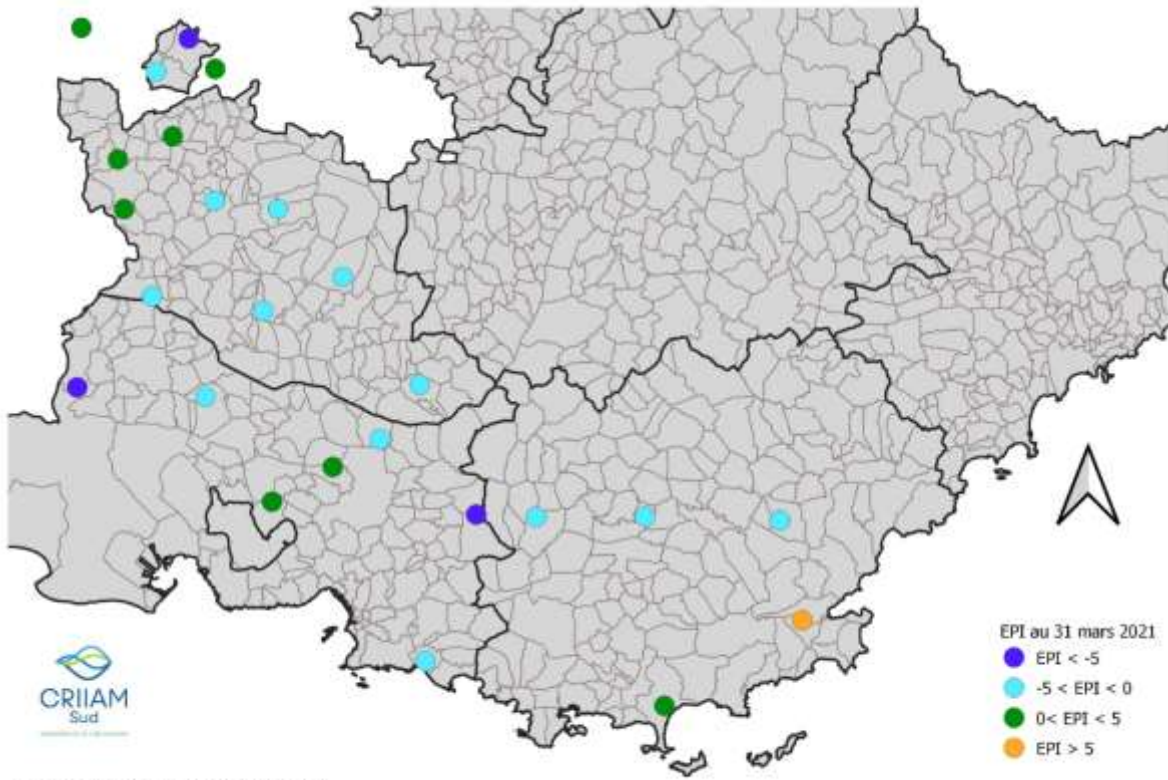 EPI au 31 mars 2021
EPI < -5
-5 < EPI < 0
0< EPI < 5
EPI > 5
CRIIAM
Sud